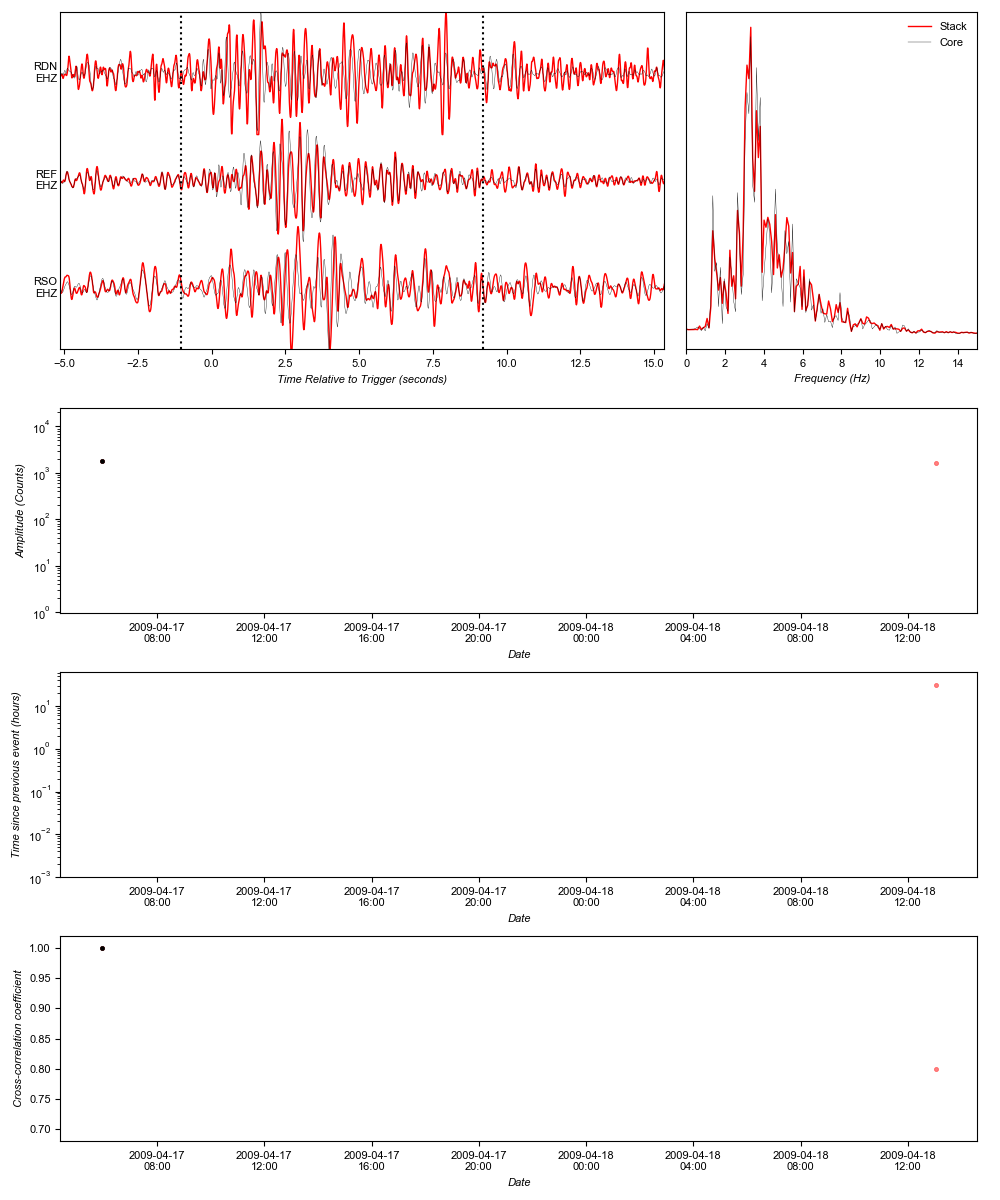 RDN
EHZ
REF
EHZ
RSO
EHZ
−5.0 −2.5 0.0 2.5 5.0 7.5 10.0 12.5 15.0
Time Relative to Trigger (seconds)
Stack
Core
0 2 4 6 8 10 12 14
Frequency (Hz)
10^4
10^3
10^2
10^1
10^0
Amplitude (Counts)
2009-04-17 2009-04-17 2009-04-17 2009-04-17 2009-04-18 2009-04-18 2009-04-18 2009-04-18
08:00 12:00 16:00 20:00 00:00 04:00 08:00 12:00
Date
10^1
10^0
10^−1
10^−2
10^−3
Time since previous event (hours)
2009-04-17 2009-04-17 2009-04-17 2009-04-17 2009-04-18 2009-04-18 2009-04-18 2009-04-18
08:00 12:00 16:00 20:00 00:00 04:00 08:00 12:00
Date
1.00
0.95
0.90
0.85
0.80
0.75
0.70
Cross-correlation coefficient
2009-04-17 2009-04-17 2009-04-17 2009-04-17 2009-04-18 2009-04-18 2009-04-18 2009-04-18
08:00 12:00 16:00 20:00 00:00 04:00 08:00 12:00
Date